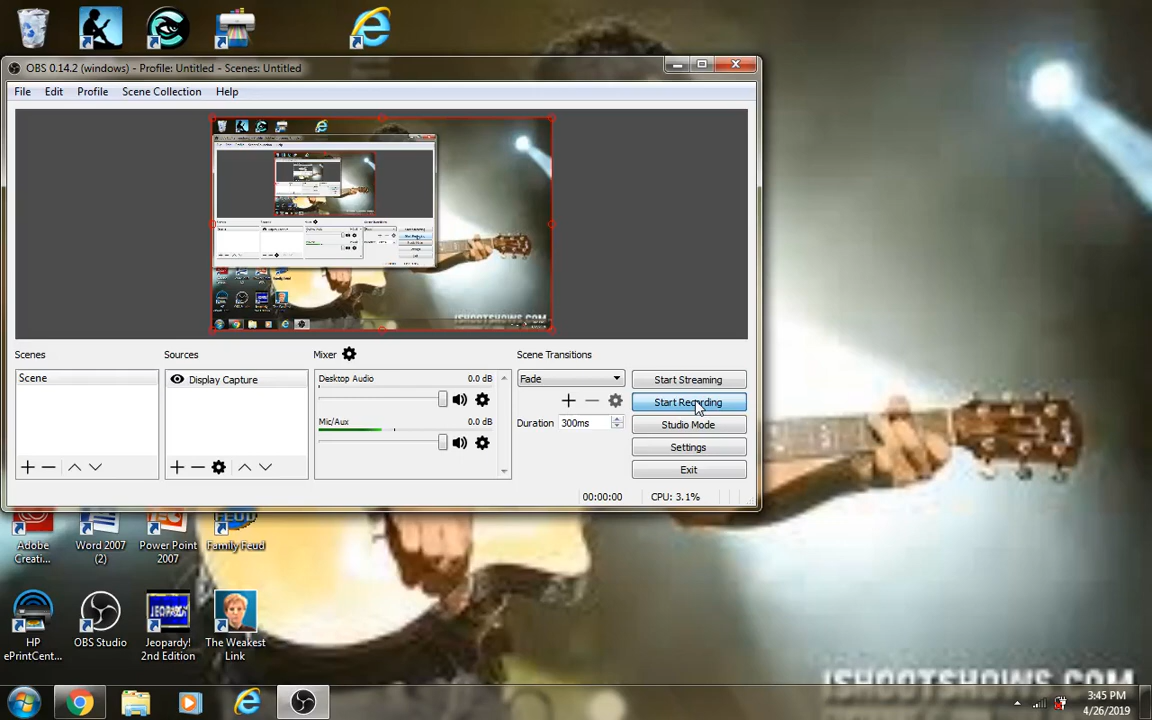 OBS 0.14.2 (windows) - Profile: Untitled - Scenes: Untitled
File Edit Profile Scene Collection Help
Scenes
Sources
Mixer
Scene Transitions
Scene
Display Capture
Desktop Audio 0.0 dB
Mic/Aux 0.0 dB
Fade
Duration 300ms
Start Streaming
Start Recording
Studio Mode
Settings
Exit
00:00:00
CPU: 3.1%
Adobe
Creati...
Word 2007
(2)
Power Point
2007
Family Feud
HP
ePrintCent...
OBS Studio
JEOPARDY!
Jeopardy!
2nd Edition
The Weakest
Link
ISHOOTSHOWS.COM
3:45 PM
4/26/2019